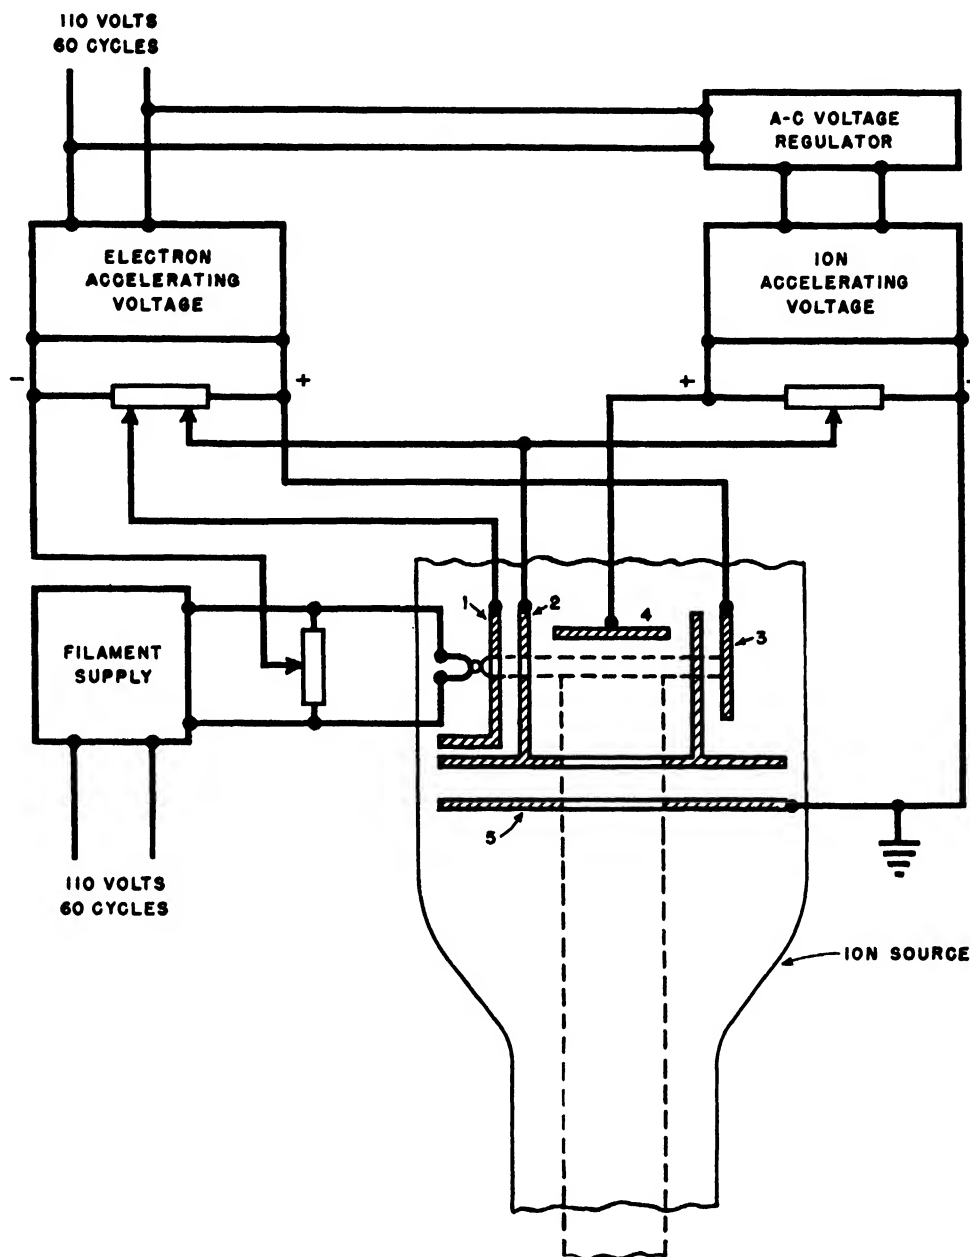 110 VOLTS
60 CYCLES
A-C VOLTAGE
REGULATOR
ELECTRON
ACCELERATING
VOLTAGE
ION
ACCELERATING
VOLTAGE
-
+
+
-
1
2
4
3
FILAMENT
SUPPLY
5
110 VOLTS
60 CYCLES
ION SOURCE